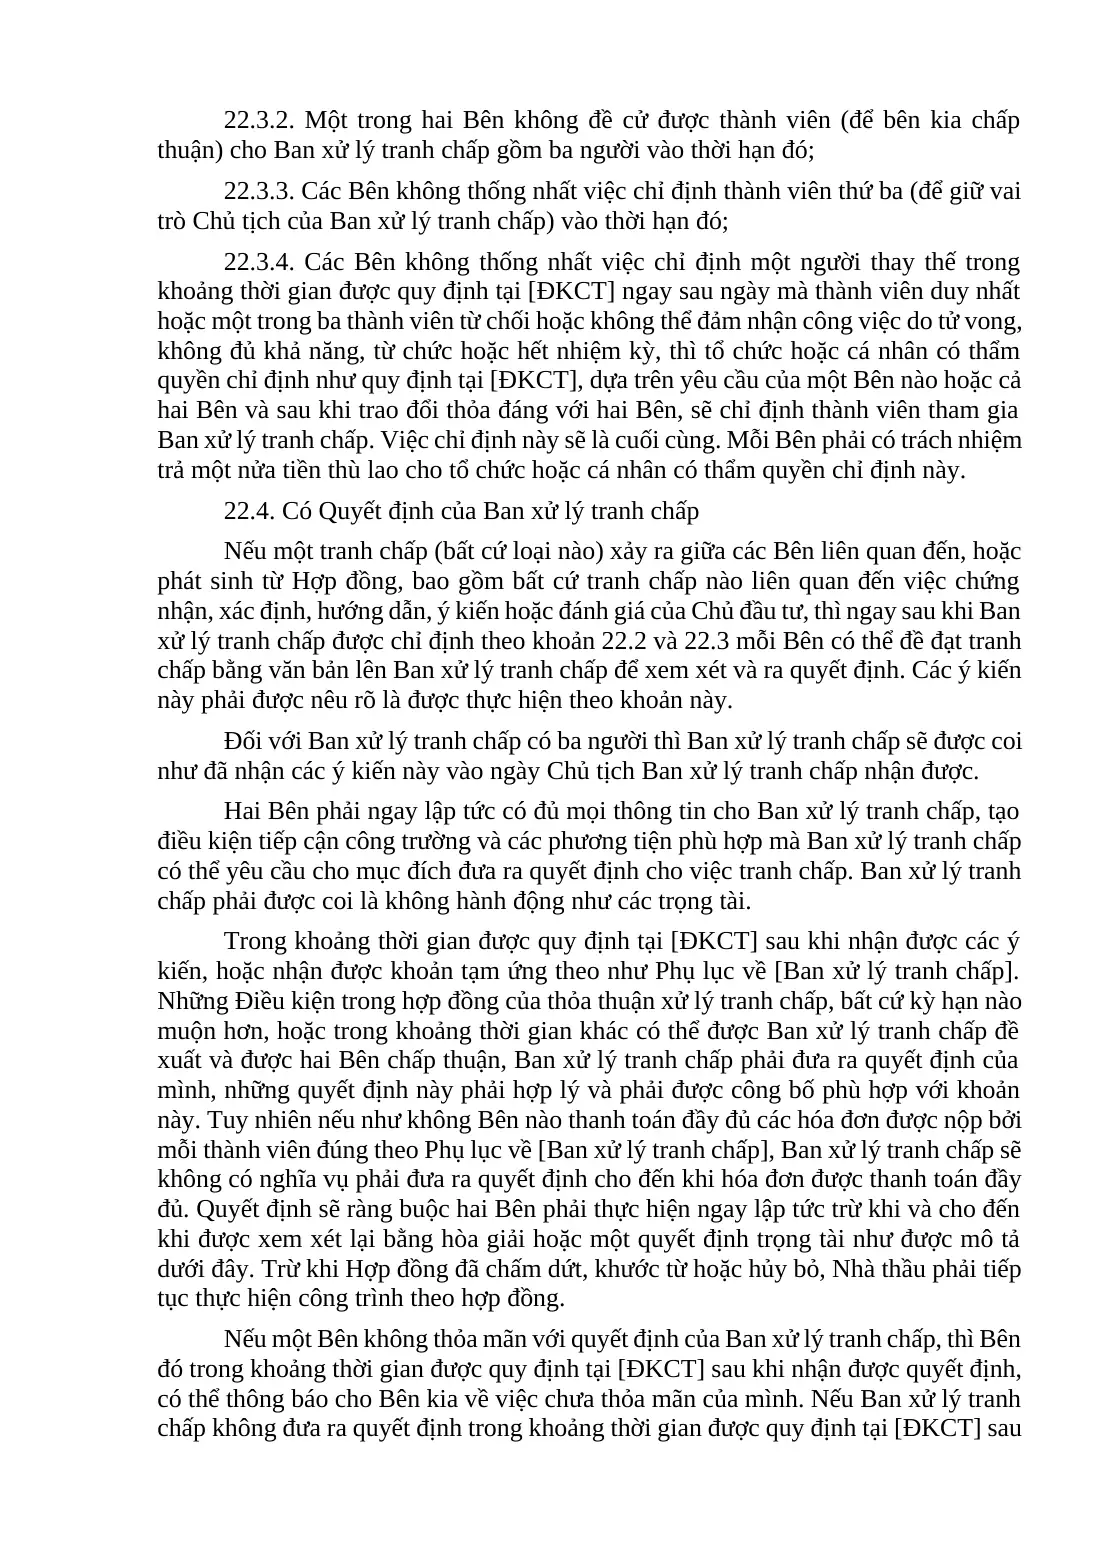 22.3.2. Một trong hai Bên không đề cử được thành viên (để bên kia chấp
thuận) cho Ban xử lý tranh chấp gồm ba người vào thời hạn đó;
22.3.3. Các Bên không thống nhất việc chỉ định thành viên thứ ba (để giữ vai
trò Chủ tịch của Ban xử lý tranh chấp) vào thời hạn đó;
22.3.4. Các Bên không thống nhất việc chỉ định một người thay thế trong
khoảng thời gian được quy định tại [ĐKCT] ngay sau ngày mà thành viên duy nhất
hoặc một trong ba thành viên từ chối hoặc không thể đảm nhận công việc do tử vong,
không đủ khả năng, từ chức hoặc hết nhiệm kỳ, thì tổ chức hoặc cá nhân có thẩm
quyền chỉ định như quy định tại [ĐKCT], dựa trên yêu cầu của một Bên nào hoặc cả
hai Bên và sau khi trao đổi thỏa đáng với hai Bên, sẽ chỉ định thành viên tham gia
Ban xử lý tranh chấp. Việc chỉ định này sẽ là cuối cùng. Mỗi Bên phải có trách nhiệm
trả một nửa tiền thù lao cho tổ chức hoặc cá nhân có thẩm quyền chỉ định này.
22.4. Có Quyết định của Ban xử lý tranh chấp
Nếu một tranh chấp (bất cứ loại nào) xảy ra giữa các Bên liên quan đến, hoặc
phát sinh từ Hợp đồng, bao gồm bất cứ tranh chấp nào liên quan đến việc chứng
nhận, xác định, hướng dẫn, ý kiến hoặc đánh giá của Chủ đầu tư, thì ngay sau khi Ban
xử lý tranh chấp được chỉ định theo khoản 22.2 và 22.3 mỗi Bên có thể đề đạt tranh
chấp bằng văn bản lên Ban xử lý tranh chấp để xem xét và ra quyết định. Các ý kiến
này phải được nêu rõ là được thực hiện theo khoản này.
Đối với Ban xử lý tranh chấp có ba người thì Ban xử lý tranh chấp sẽ được coi
như đã nhận các ý kiến này vào ngày Chủ tịch Ban xử lý tranh chấp nhận được.
Hai Bên phải ngay lập tức có đủ mọi thông tin cho Ban xử lý tranh chấp, tạo
điều kiện tiếp cận công trường và các phương tiện phù hợp mà Ban xử lý tranh chấp
có thể yêu cầu cho mục đích đưa ra quyết định cho việc tranh chấp. Ban xử lý tranh
chấp phải được coi là không hành động như các trọng tài.
Trong khoảng thời gian được quy định tại [ĐKCT] sau khi nhận được các ý
kiến, hoặc nhận được khoản tạm ứng theo như Phụ lục về [Ban xử lý tranh chấp].
Những Điều kiện trong hợp đồng của thỏa thuận xử lý tranh chấp, bất cứ kỳ hạn nào
muộn hơn, hoặc trong khoảng thời gian khác có thể được Ban xử lý tranh chấp đề
xuất và được hai Bên chấp thuận, Ban xử lý tranh chấp phải đưa ra quyết định của
mình, những quyết định này phải hợp lý và phải được công bố phù hợp với khoản
này. Tuy nhiên nếu như không Bên nào thanh toán đầy đủ các hóa đơn được nộp bởi
mỗi thành viên đúng theo Phụ lục về [Ban xử lý tranh chấp], Ban xử lý tranh chấp sẽ
không có nghĩa vụ phải đưa ra quyết định cho đến khi hóa đơn được thanh toán đầy
đủ. Quyết định sẽ ràng buộc hai Bên phải thực hiện ngay lập tức trừ khi và cho đến
khi được xem xét lại bằng hòa giải hoặc một quyết định trọng tài như được mô tả
dưới đây. Trừ khi Hợp đồng đã chấm dứt, khước từ hoặc hủy bỏ, Nhà thầu phải tiếp
tục thực hiện công trình theo hợp đồng.
Nếu một Bên không thỏa mãn với quyết định của Ban xử lý tranh chấp, thì Bên
đó trong khoảng thời gian được quy định tại [ĐKCT] sau khi nhận được quyết định,
có thể thông báo cho Bên kia về việc chưa thỏa mãn của mình. Nếu Ban xử lý tranh
chấp không đưa ra quyết định trong khoảng thời gian được quy định tại [ĐKCT] sau